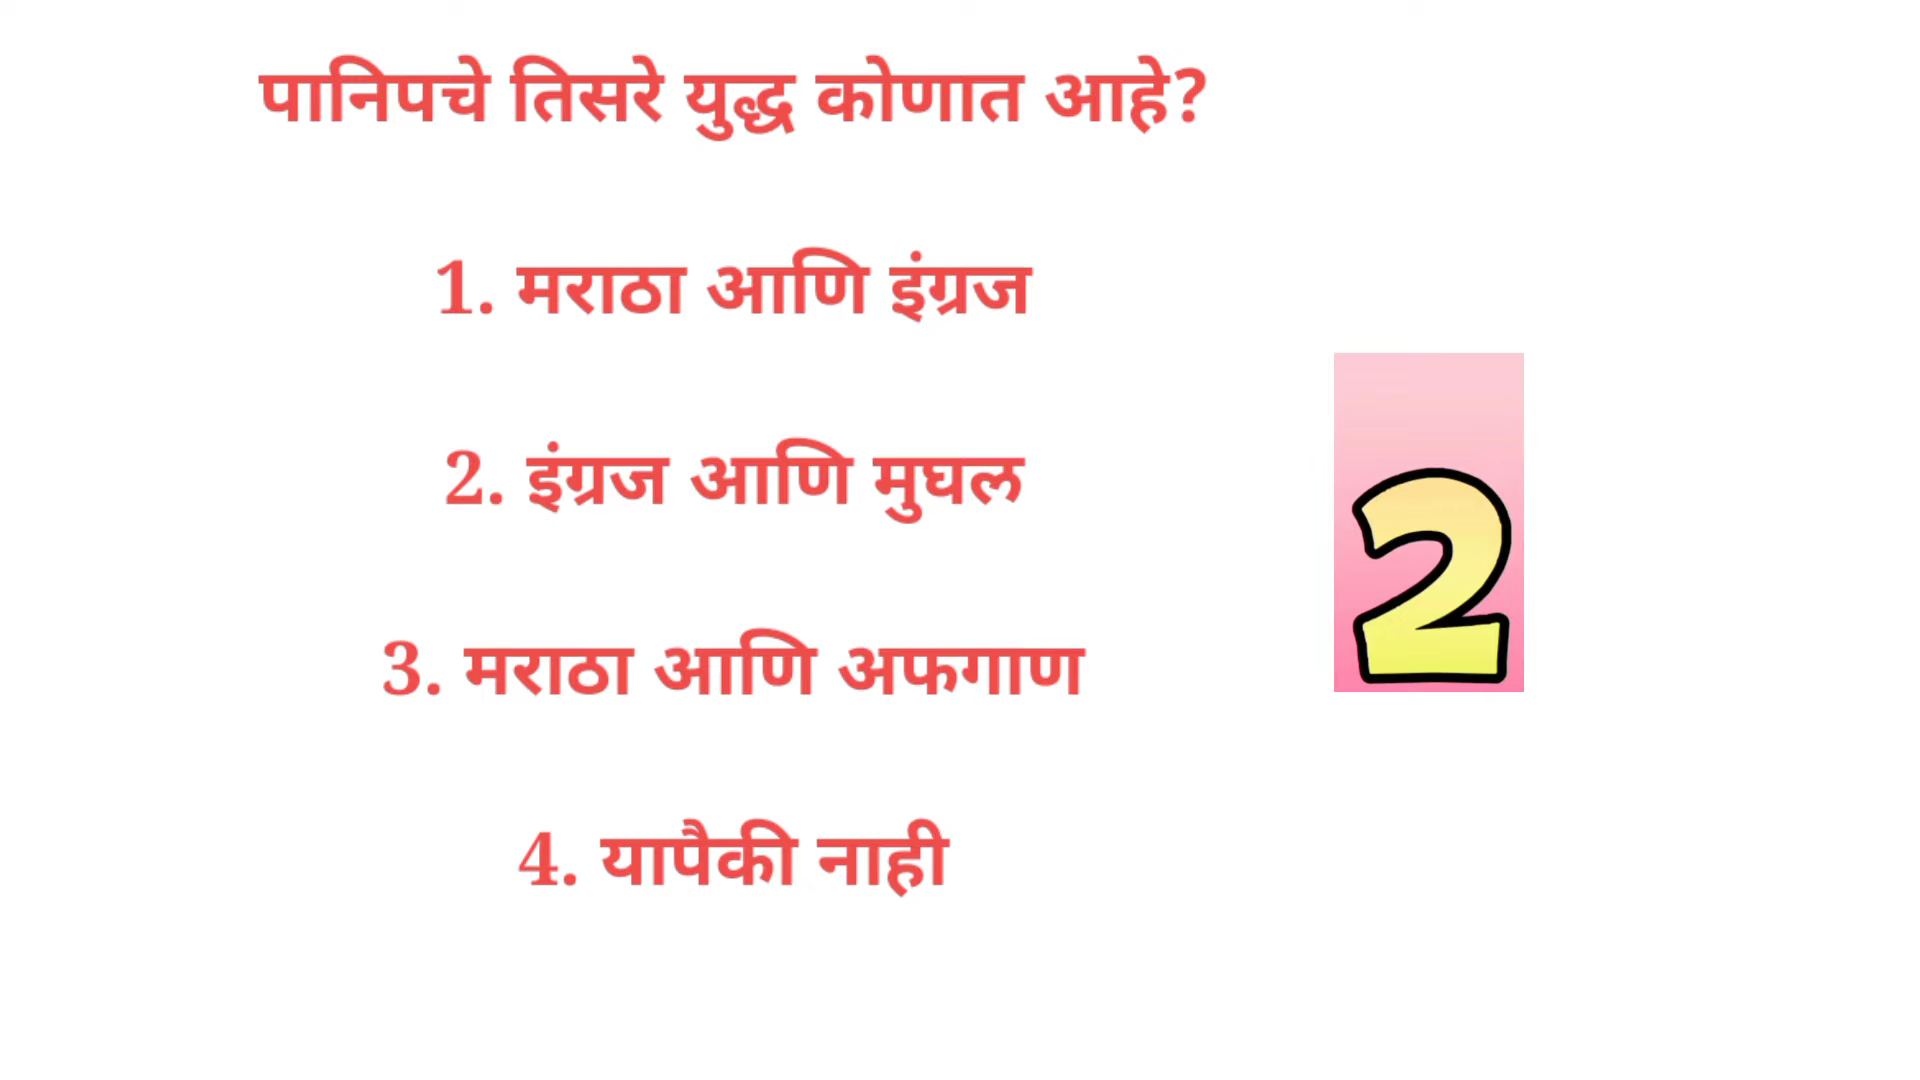 पानिपचे तिसरे युद्ध कोणात आहे?
1. मराठा आणि इंग्रज
2. इंग्रज आणि मुघल
3. मराठा आणि अफगाण
4. यापैकी नाही
2